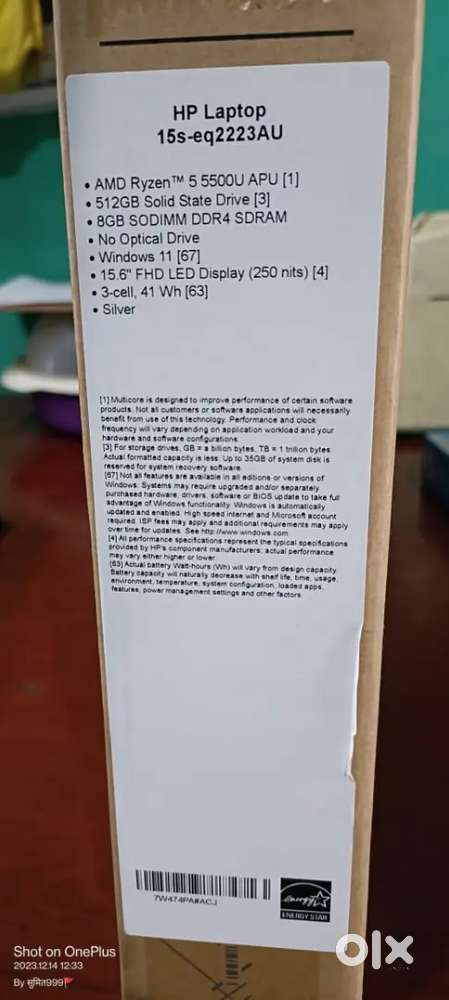 HP Laptop
15s-eq2223AU
• AMD Ryzen™ 5 5500U APU [1]
• 512GB Solid State Drive [3]
• 8GB SODIMM DDR4 SDRAM
• No Optical Drive
• Windows 11 [67]
• 15.6" FHD LED Display (250 nits) [4]
• 3-cell, 41 Wh [63]
• Silver
[1] Multicore is designed to improve performance of certain software
products. Not all customers or software applications will necessarily
benefit from use of this technology. Performance and clock
frequency will vary depending on application workload and your
hardware and software configurations.
[3] For storage drives, GB = a billion bytes, TB = 1 trillion bytes.
Actual formatted capacity is less. Up to 35GB of system disk is
reserved for system recovery software.
[67] Not all features are available in all editions or versions of
Windows. Systems may require upgraded and/or separately
purchased hardware, drivers, software or BIOS update to take full
advantage of Windows functionality. Windows is automatically
updated and enabled. High speed internet and Microsoft account
required. ISP fees may apply and additional requirements may apply
over time for updates. See http://www.windows.com
[4] All performance specifications represent the typical specifications
provided by HP's component manufacturers; actual performance
may vary either higher or lower.
[63] Actual battery Watt-hours (Wh) will vary from design capacity.
Battery capacity will naturally decrease with shelf life, time, usage,
environment, temperature, system configuration, loaded apps,
features, power management settings and other factors.
7W474PA#ACJ
energy
ENERGY STAR
Shot on OnePlus
2023.12.14 12:33
By सुमित999
olx
INDIA